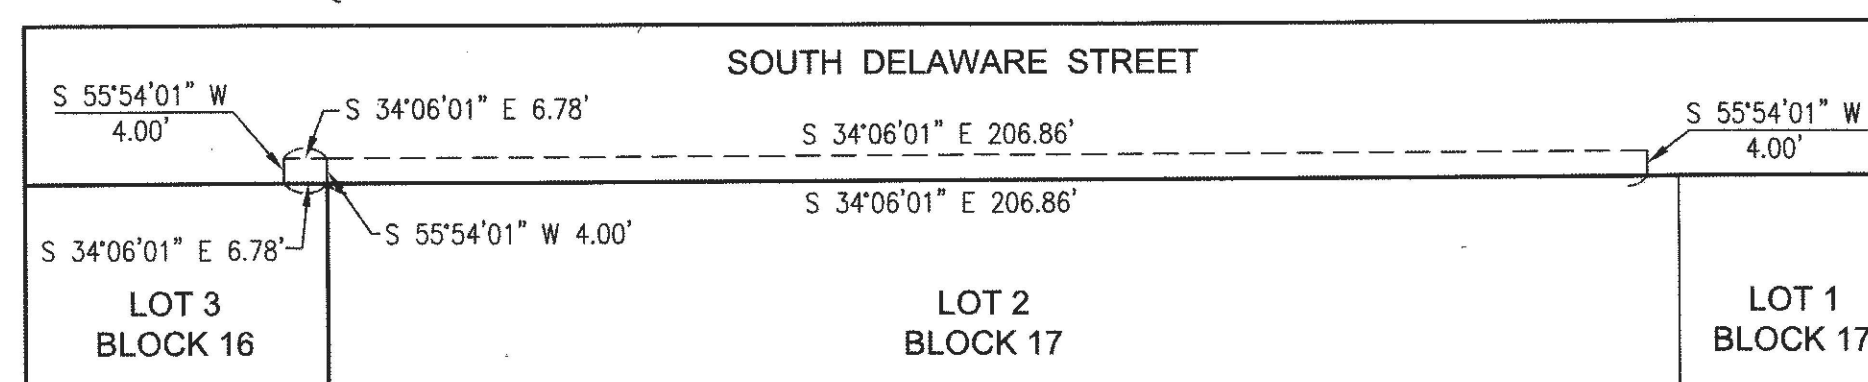 SOUTH DELAWARE STREET
S 55°54'01" W
4.00'
S 34°06'01" E 6.78'
S 34°06'01" E 206.86'
S 55°54'01" W
4.00'
S 34°06'01" E 206.86'
S 55°54'01" W 4.00'
S 34°06'01" E 6.78'
LOT 3
BLOCK 16
LOT 2
BLOCK 17
LOT 1
BLOCK 17